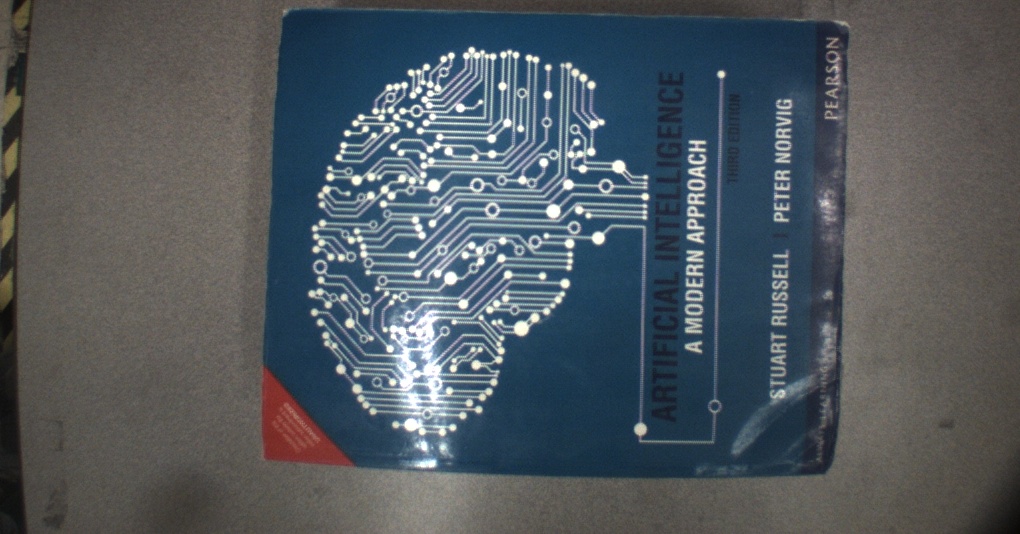 ARTIFICIAL INTELLIGENCE
A MODERN APPROACH
THIRD EDITION
STUART RUSSELL | PETER NORVIG
PEARSON